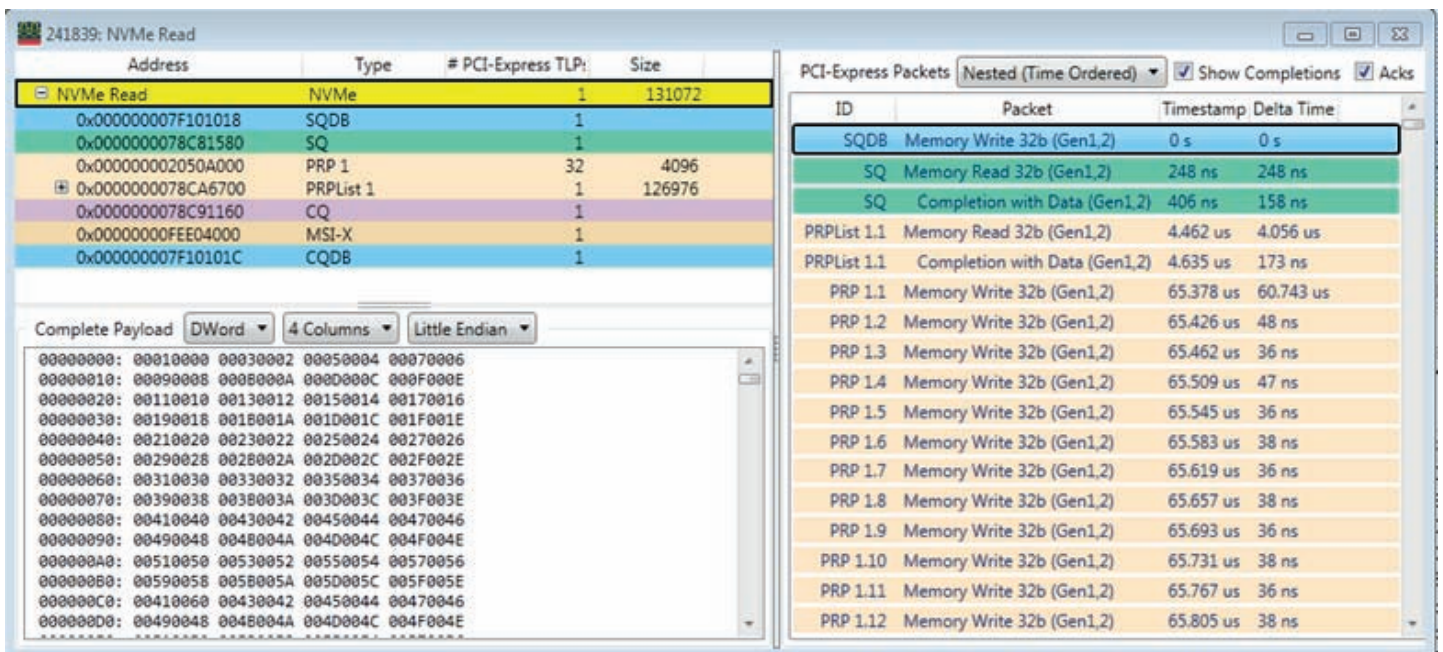 241839: NVMe Read
Address Type # PCI-Express TLP: Size
NVMe Read NVMe 1 131072
0x000000007F101018 SQDB 1
0x0000000078C81580 SQ 1
0x000000002050A000 PRP 1 32 4096
0x0000000078CA6700 PRPList 1 1 126976
0x0000000078C91160 CQ 1
0x00000000FEE04000 MSI-X 1
0x000000007F10101C CQDB 1
Complete Payload DWord 4 Columns Little Endian
00000000: 00010000 00030002 00050004 00070006
00000010: 00090008 000B000A 000D000C 000F000E
00000020: 00110010 00130012 00150014 00170016
00000030: 00190018 001B001A 001D001C 001F001E
00000040: 00210020 00230022 00250024 00270026
00000050: 00290028 002B002A 002D002C 002F002E
00000060: 00310030 00330032 00350034 00370036
00000070: 00390038 003B003A 003D003C 003F003E
00000080: 00410040 00430042 00450044 00470046
00000090: 00490048 004B004A 004D004C 004F004E
000000A0: 00510050 00530052 00550054 00570056
000000B0: 00590058 005B005A 005D005C 005F005E
000000C0: 00410060 00430042 00450044 00470046
000000D0: 00490048 004B004A 004D004C 004F004E
PCI-Express Packets Nested (Time Ordered) Show Completions Acks
ID Packet Timestamp Delta Time
SQDB Memory Write 32b (Gen1,2) 0 s 0 s
SQ Memory Read 32b (Gen1,2) 248 ns 248 ns
SQ Completion with Data (Gen1,2) 406 ns 158 ns
PRPList 1.1 Memory Read 32b (Gen1,2) 4.462 us 4.056 us
PRPList 1.1 Completion with Data (Gen1,2) 4.635 us 173 ns
PRP 1.1 Memory Write 32b (Gen1,2) 65.378 us 60.743 us
PRP 1.2 Memory Write 32b (Gen1,2) 65.426 us 48 ns
PRP 1.3 Memory Write 32b (Gen1,2) 65.462 us 36 ns
PRP 1.4 Memory Write 32b (Gen1,2) 65.509 us 47 ns
PRP 1.5 Memory Write 32b (Gen1,2) 65.545 us 36 ns
PRP 1.6 Memory Write 32b (Gen1,2) 65.583 us 38 ns
PRP 1.7 Memory Write 32b (Gen1,2) 65.619 us 36 ns
PRP 1.8 Memory Write 32b (Gen1,2) 65.657 us 38 ns
PRP 1.9 Memory Write 32b (Gen1,2) 65.693 us 36 ns
PRP 1.10 Memory Write 32b (Gen1,2) 65.731 us 38 ns
PRP 1.11 Memory Write 32b (Gen1,2) 65.767 us 36 ns
PRP 1.12 Memory Write 32b (Gen1,2) 65.805 us 38 ns